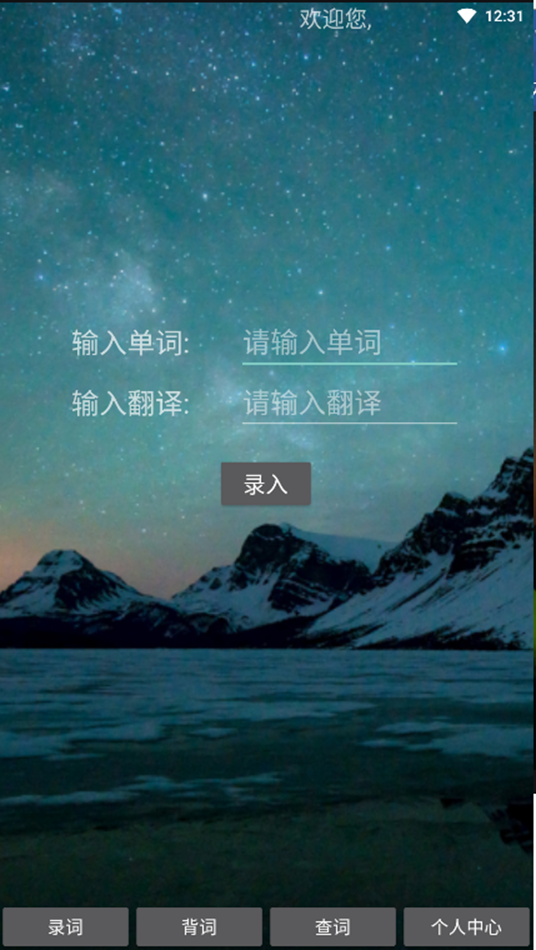 欢迎您,
12:31
输入单词: 请输入单词
输入翻译: 请输入翻译
录入
录词 背词 查词 个人中心